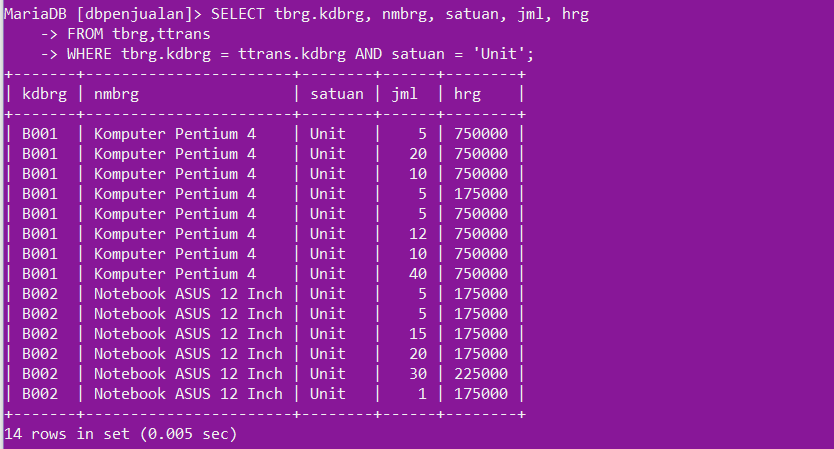 MariaDB [dbpenjualan]> SELECT tbrg.kdbrg, nmbrg, satuan, jml, hrg
    -> FROM tbrg,ttrans
    -> WHERE tbrg.kdbrg = ttrans.kdbrg AND satuan = 'Unit';
+-------+-----------------------+--------+------+--------+
| kdbrg | nmbrg                 | satuan | jml  | hrg    |
+-------+-----------------------+--------+------+--------+
| B001  | Komputer Pentium 4    | Unit   |    5 | 750000 |
| B001  | Komputer Pentium 4    | Unit   |   20 | 750000 |
| B001  | Komputer Pentium 4    | Unit   |   10 | 750000 |
| B001  | Komputer Pentium 4    | Unit   |    5 | 175000 |
| B001  | Komputer Pentium 4    | Unit   |    5 | 750000 |
| B001  | Komputer Pentium 4    | Unit   |   12 | 750000 |
| B001  | Komputer Pentium 4    | Unit   |   10 | 750000 |
| B001  | Komputer Pentium 4    | Unit   |   40 | 750000 |
| B002  | Notebook ASUS 12 Inch | Unit   |    5 | 175000 |
| B002  | Notebook ASUS 12 Inch | Unit   |    5 | 175000 |
| B002  | Notebook ASUS 12 Inch | Unit   |   15 | 175000 |
| B002  | Notebook ASUS 12 Inch | Unit   |   20 | 175000 |
| B002  | Notebook ASUS 12 Inch | Unit   |   30 | 225000 |
| B002  | Notebook ASUS 12 Inch | Unit   |    1 | 175000 |
+-------+-----------------------+--------+------+--------+
14 rows in set (0.005 sec)